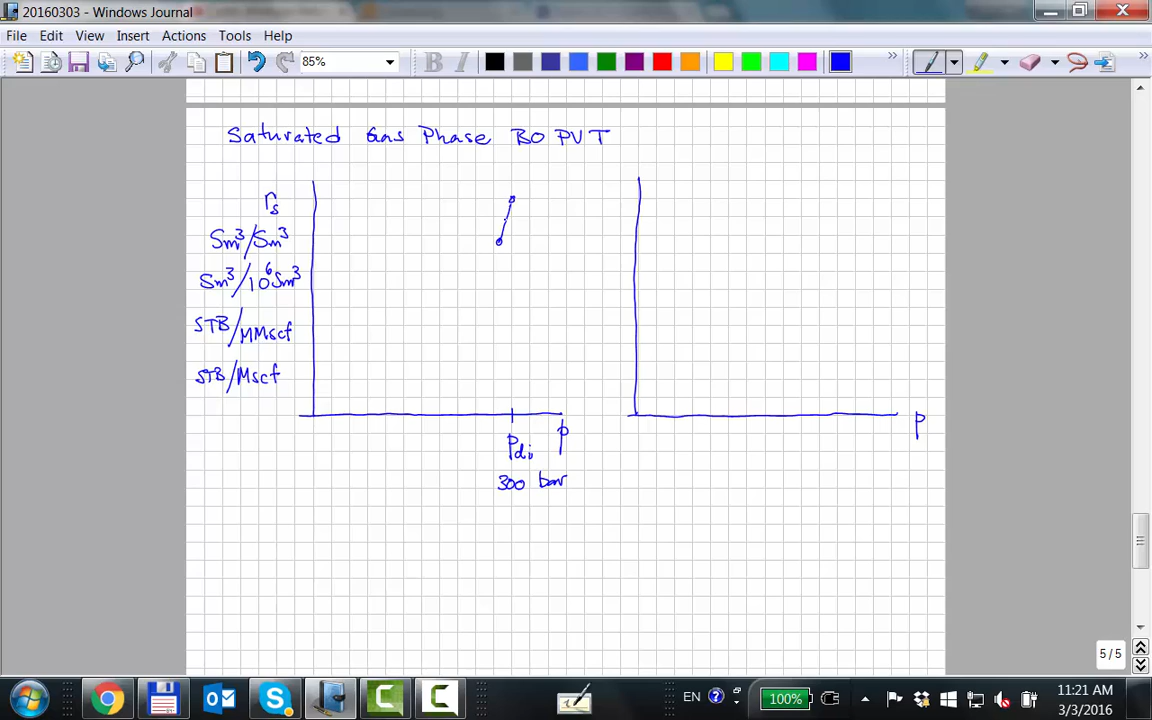 20160303 - Windows Journal
File Edit View Insert Actions Tools Help
85%
B I
Saturated Gas Phase BO PVT
rs
Sm³/Sm³
Sm³/10⁶Sm³
STB/MMscf
STB/Mscf
Pdi p
300 bar
p
5 / 5
EN 100% 11:21 AM
3/3/2016